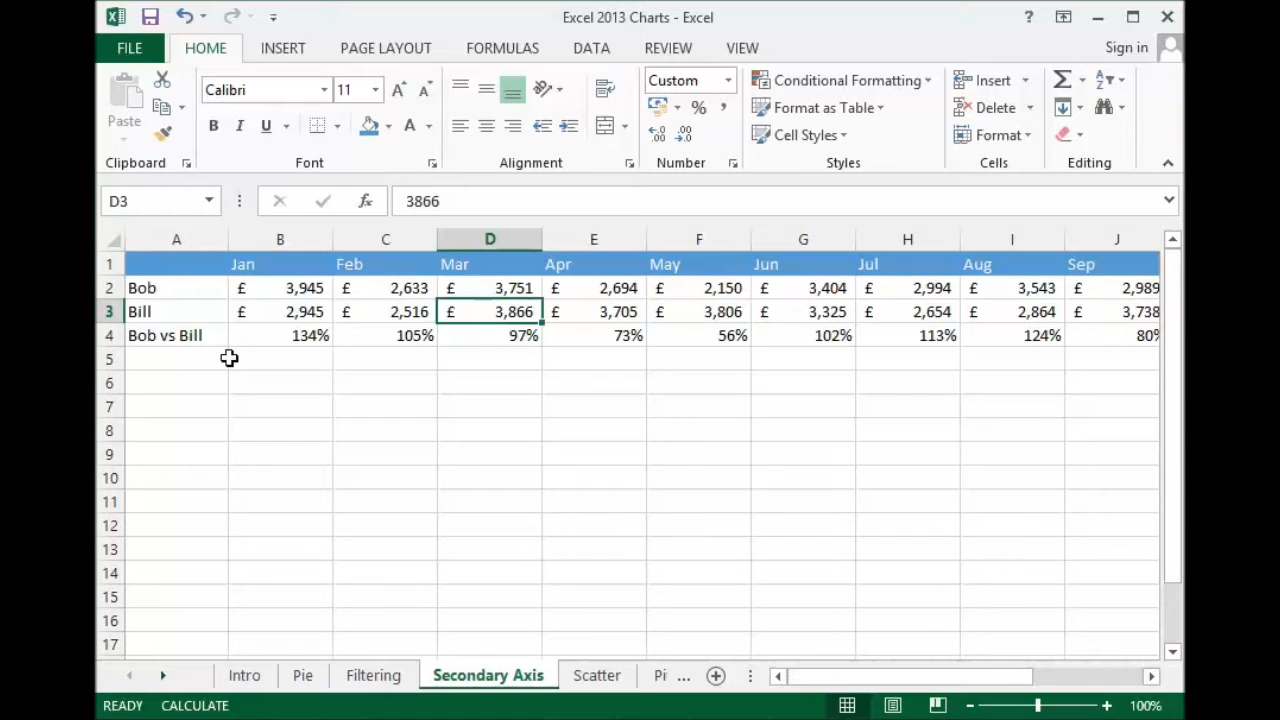 Excel 2013 Charts - Excel
?
FILE HOME INSERT PAGE LAYOUT FORMULAS DATA REVIEW VIEW Sign in
Paste
Calibri 11
B I U A
Custom
%
Conditional Formatting
Format as Table
Cell Styles
Insert
Delete
Format
Clipboard Font Alignment Number Styles Cells Editing
D3 fx 3866
A B C D E F G H I J
1 Jan Feb Mar Apr May Jun Jul Aug Sep
2 Bob £ 3,945 £ 2,633 £ 3,751 £ 2,694 £ 2,150 £ 3,404 £ 2,994 £ 3,543 £ 2,989
3 Bill £ 2,945 £ 2,516 £ 3,866 £ 3,705 £ 3,806 £ 3,325 £ 2,654 £ 2,864 £ 3,738
4 Bob vs Bill 134% 105% 97% 73% 56% 102% 113% 124% 80%
5
6
7
8
9
10
11
12
13
14
15
16
17
Intro Pie Filtering Secondary Axis Scatter Pi ...
READY CALCULATE 100%